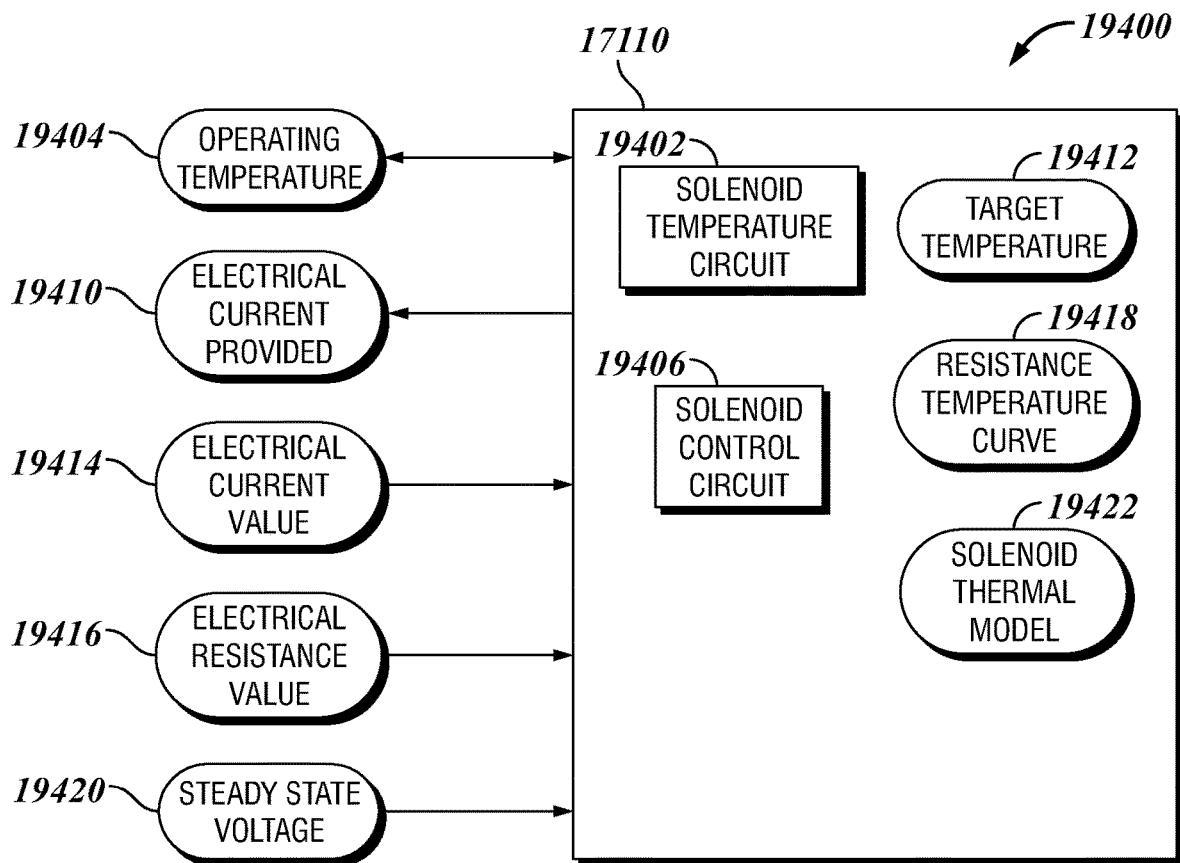 19400
17110
19404
OPERATING
TEMPERATURE
19410
ELECTRICAL
CURRENT
PROVIDED
19414
ELECTRICAL
CURRENT
VALUE
19416
ELECTRICAL
RESISTANCE
VALUE
19420
STEADY STATE
VOLTAGE
19402
SOLENOID
TEMPERATURE
CIRCUIT
19406
SOLENOID
CONTROL
CIRCUIT
19412
TARGET
TEMPERATURE
19418
RESISTANCE
TEMPERATURE
CURVE
19422
SOLENOID
THERMAL
MODEL